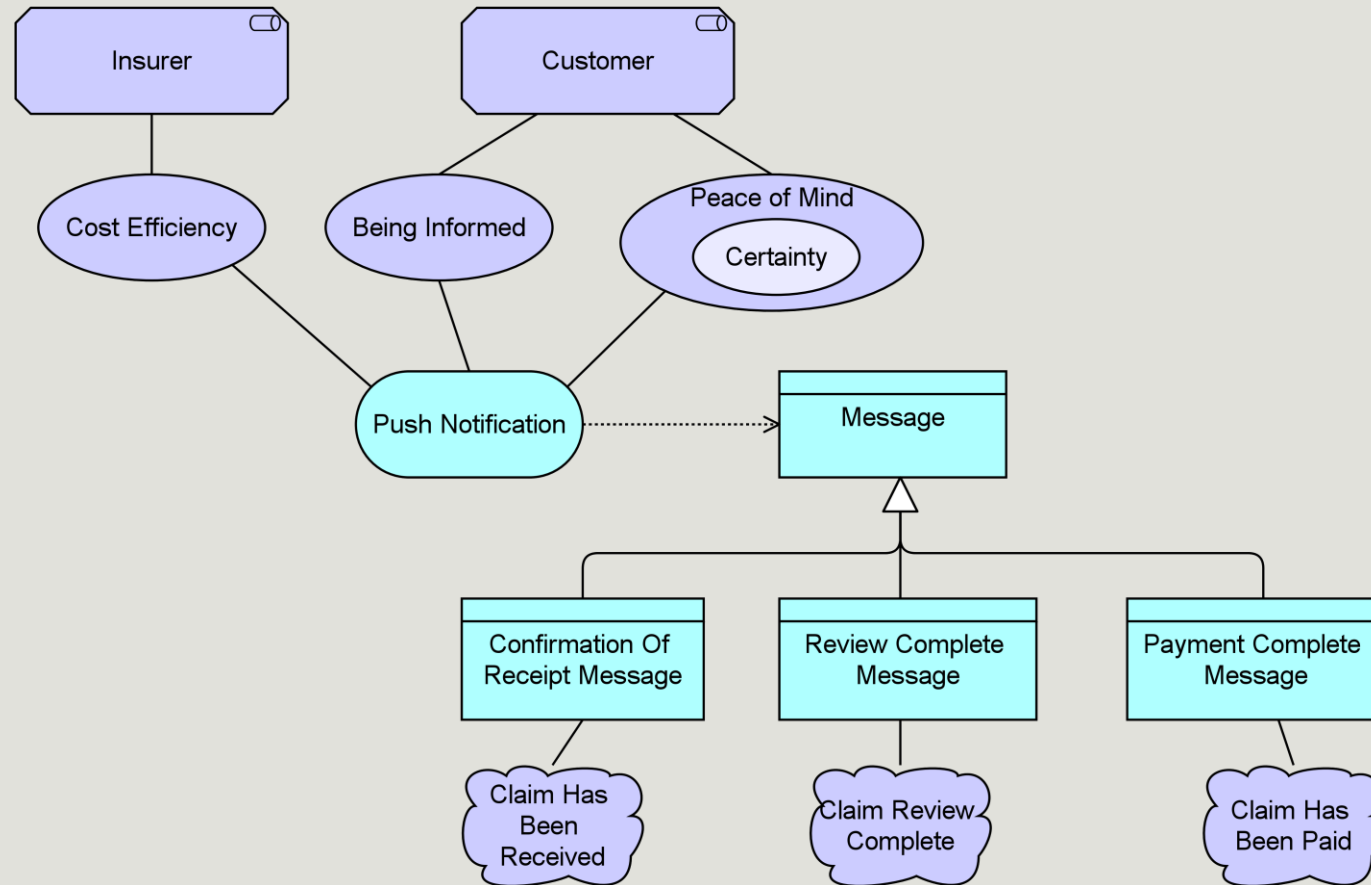 Insurer
Customer
Cost Efficiency
Being Informed
Peace of Mind
Certainty
Push Notification
Message
Confirmation Of
Receipt Message
Review Complete
Message
Payment Complete
Message
Claim Has
Been
Received
Claim Review
Complete
Claim Has
Been Paid